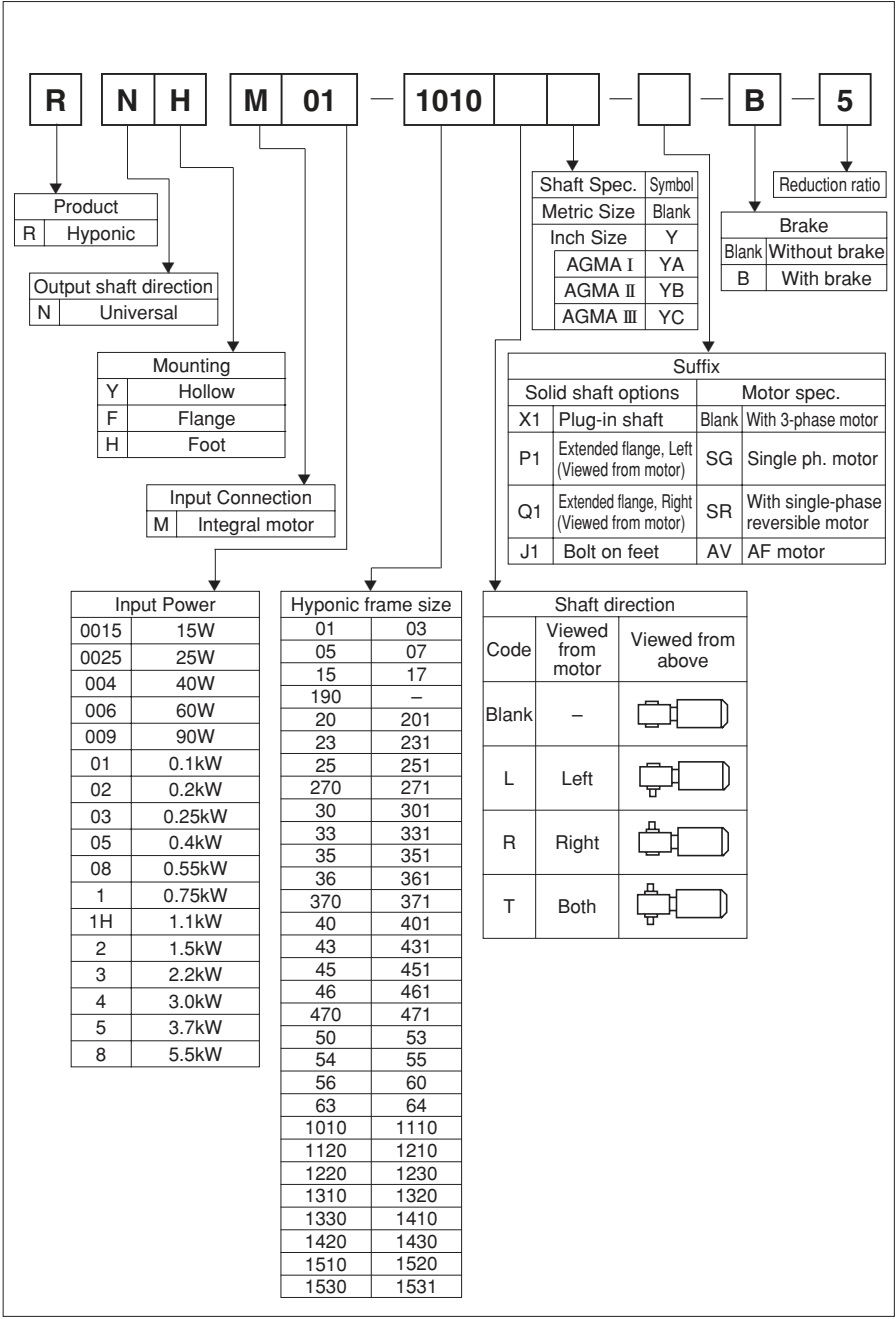 R N H M 01 – 1010 – – B – 5
Product
R Hyponic
Output shaft direction
N Universal
Mounting
Y Hollow
F Flange
H Foot
Input Connection
M Integral motor
Shaft Spec. Symbol
Metric Size Blank
Inch Size Y
AGMA Ⅰ YA
AGMA Ⅱ YB
AGMA Ⅲ YC
Reduction ratio
Brake
Blank Without brake
B With brake
Suffix
Solid shaft options Motor spec.
X1 Plug-in shaft Blank With 3-phase motor
P1 Extended flange, Left
(Viewed from motor)
SG Single ph. motor
Q1 Extended flange, Right
(Viewed from motor)
SR With single-phase
reversible motor
J1 Bolt on feet AV AF motor
Input Power
0015 15W
0025 25W
004 40W
006 60W
009 90W
01 0.1kW
02 0.2kW
03 0.25kW
05 0.4kW
08 0.55kW
1 0.75kW
1H 1.1kW
2 1.5kW
3 2.2kW
4 3.0kW
5 3.7kW
8 5.5kW
Hyponic frame size
01 03
05 07
15 17
190 –
20 201
23 231
25 251
270 271
30 301
33 331
35 351
36 361
370 371
40 401
43 431
45 451
46 461
470 471
50 53
54 55
56 60
63 64
1010 1110
1120 1210
1220 1230
1310 1320
1330 1410
1420 1430
1510 1520
1530 1531
Shaft direction
Code
Viewed
from
motor
Viewed from
above
Blank –
L Left
R Right
T Both